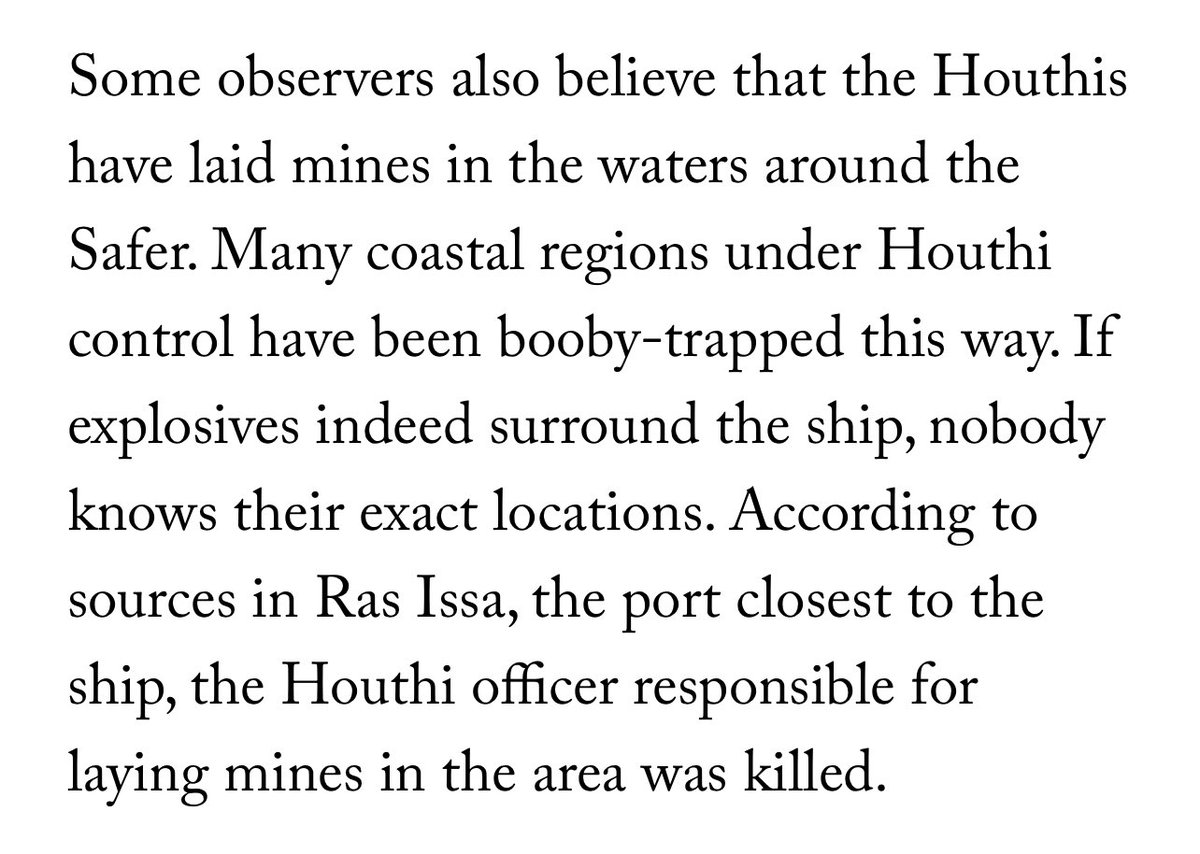 Some observers also believe that the Houthis
have laid mines in the waters around the
Safer. Many coastal regions under Houthi
control have been booby-trapped this way. If
explosives indeed surround the ship, nobody
knows their exact locations. According to
sources in Ras Issa, the port closest to the
ship, the Houthi officer responsible for
laying mines in the area was killed.